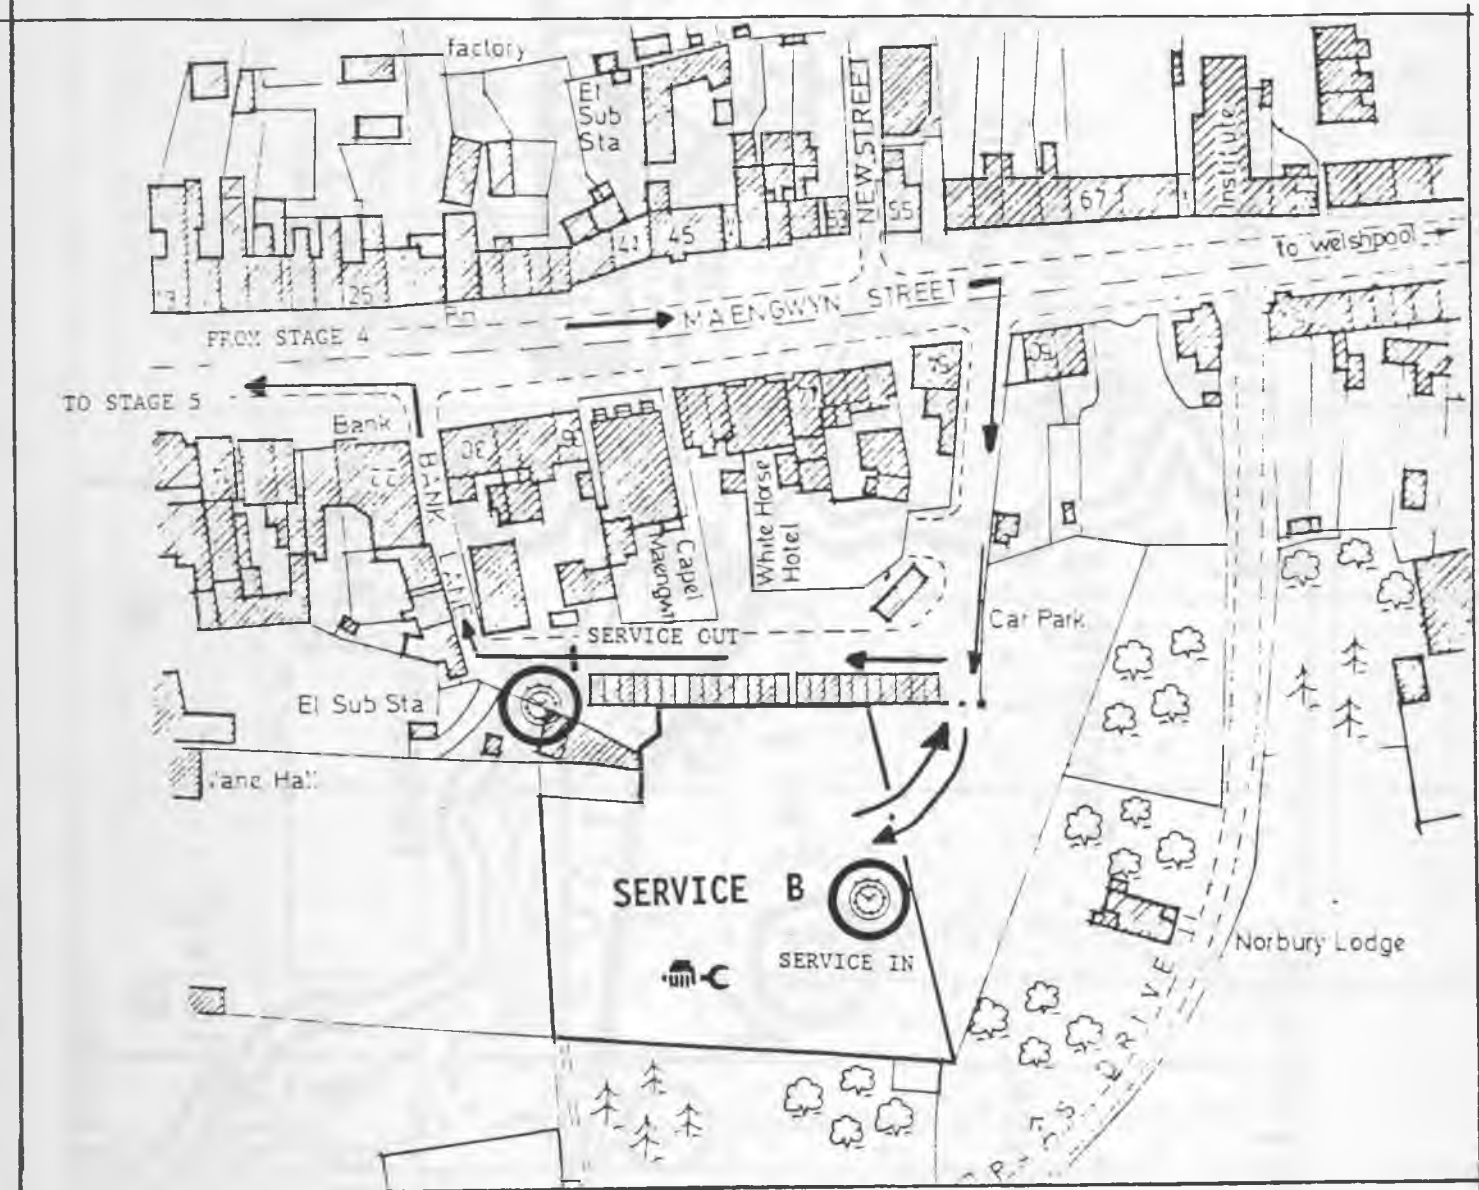 factory
El
Sub
Sta
NEW STREET
Institute
41
45
53
55
67
25
to welshpool
MAENGWYN STREET
FROM STAGE 4
TO STAGE 5
Bank
30
50
BANK LANE
White Horse
Hotel
Capel
Maengwyn
SERVICE OUT
Car Park
El Sub Sta
SERVICE B
SERVICE IN
Norbury Lodge
DRIVE